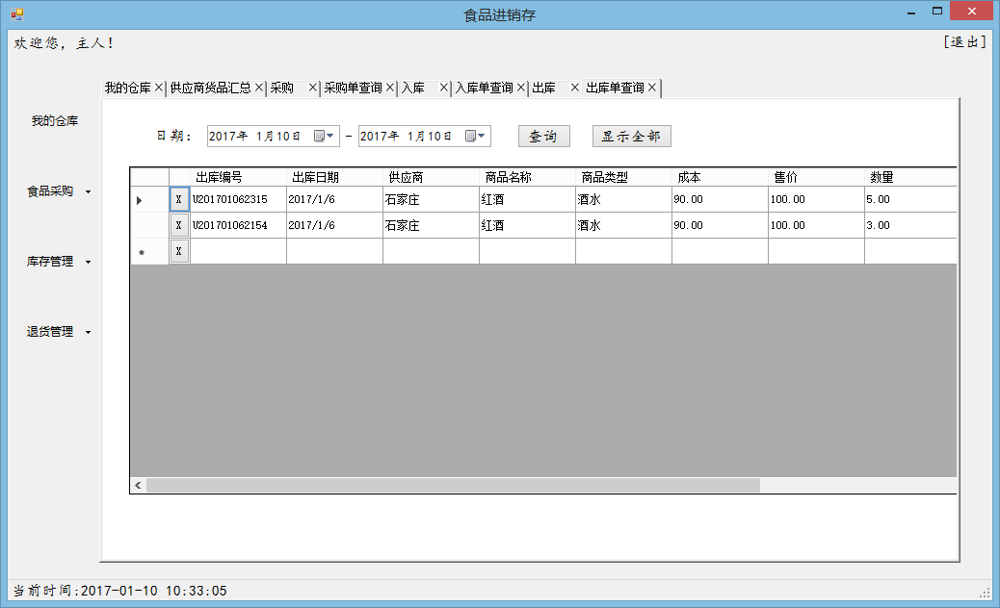 食品进销存
欢迎您, 主人!
[退出]
我的仓库 供应商货品汇总 采购 采购单查询 入库 入库单查询 出库 出库单查询
我的仓库
食品采购
库存管理
退货管理
日期: 2017年 1月10日 - 2017年 1月10日 查询 显示全部
出库编号 出库日期 供应商 商品名称 商品类型 成本 售价 数量
X U201701062315 2017/1/6 石家庄 红酒 酒水 90.00 100.00 5.00
X U201701062154 2017/1/6 石家庄 红酒 酒水 90.00 100.00 3.00
X
当前时间:2017-01-10 10:33:05